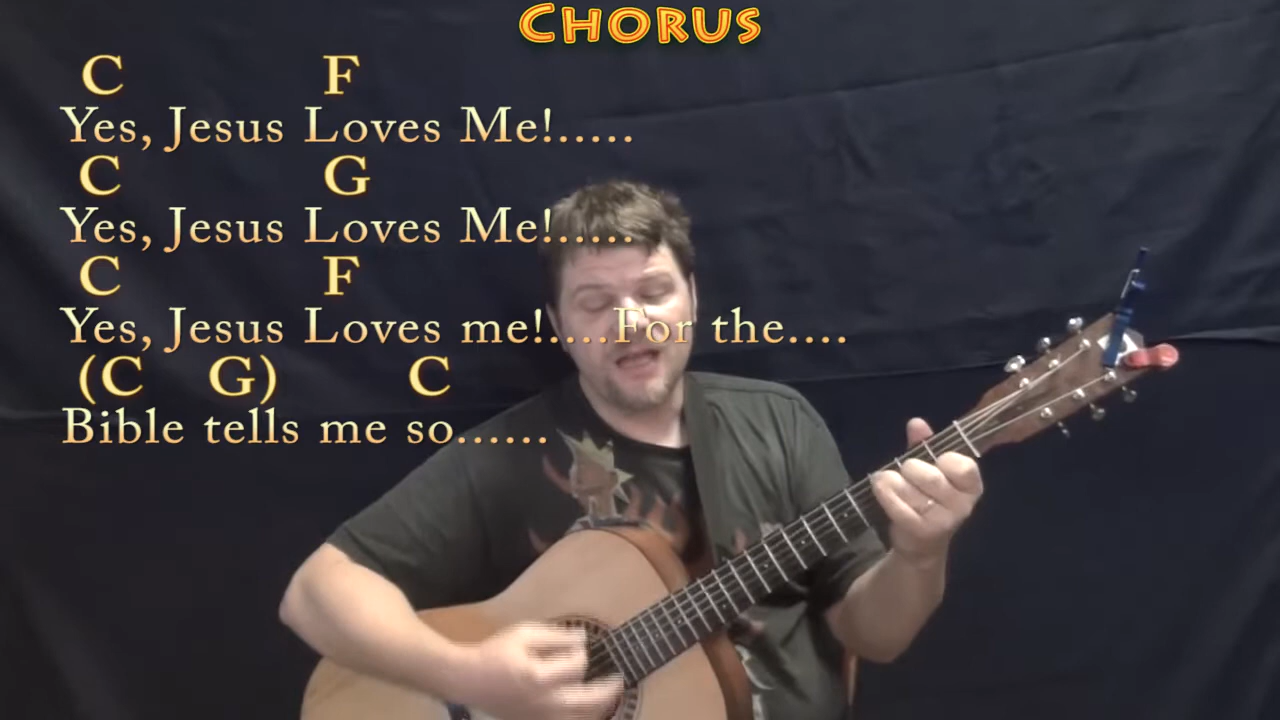 CHORUS
C F
Yes, Jesus Loves Me!.....
C G
Yes, Jesus Loves Me!.....
C F
Yes, Jesus Loves me!....For the....
(C G) C
Bible tells me so......